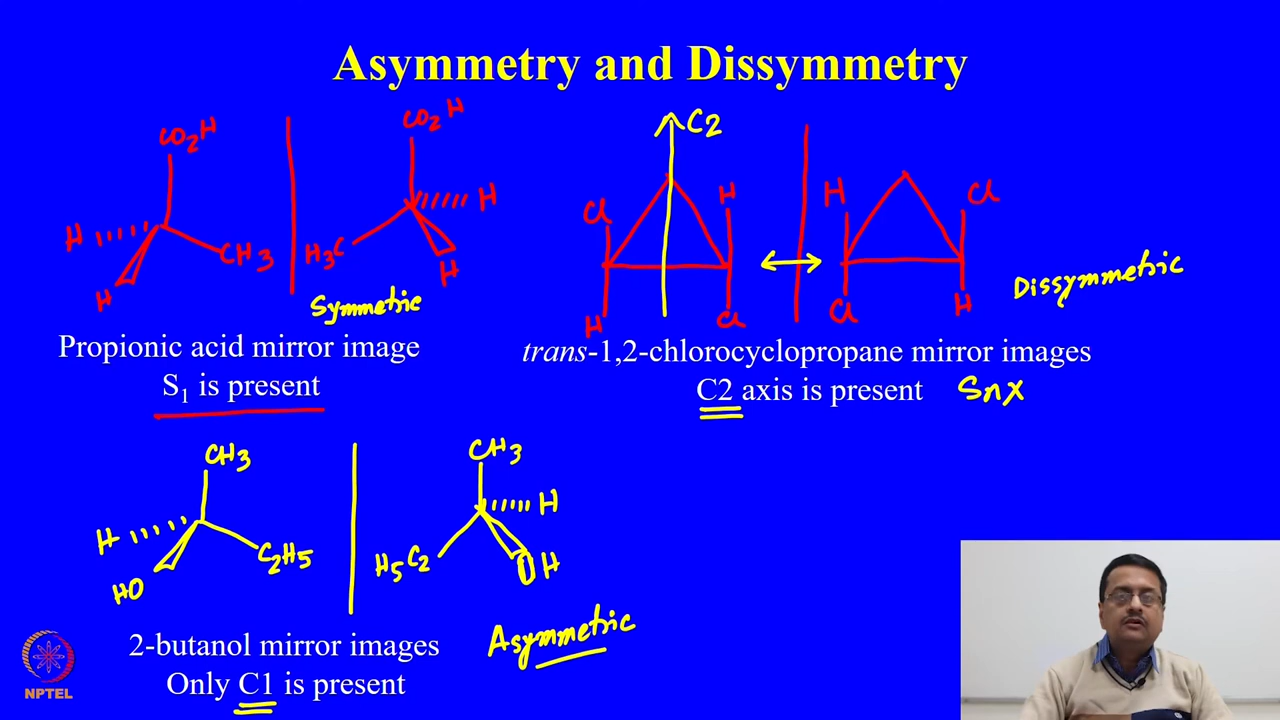 Asymmetry and Dissymmetry
CO2H
H
CH3
H
CO2H
H
H3C
H
Symmetric
Propionic acid mirror image
S1 is present
C2
Cl
H
H
Cl
H
Cl
Cl
H
Dissymmetric
trans-1,2-chlorocyclopropane mirror images
C2 axis is present Sn x
CH3
H
HO
C2H5
CH3
H
H5C2
OH
Asymmetric
2-butanol mirror images
Only C1 is present
NPTEL